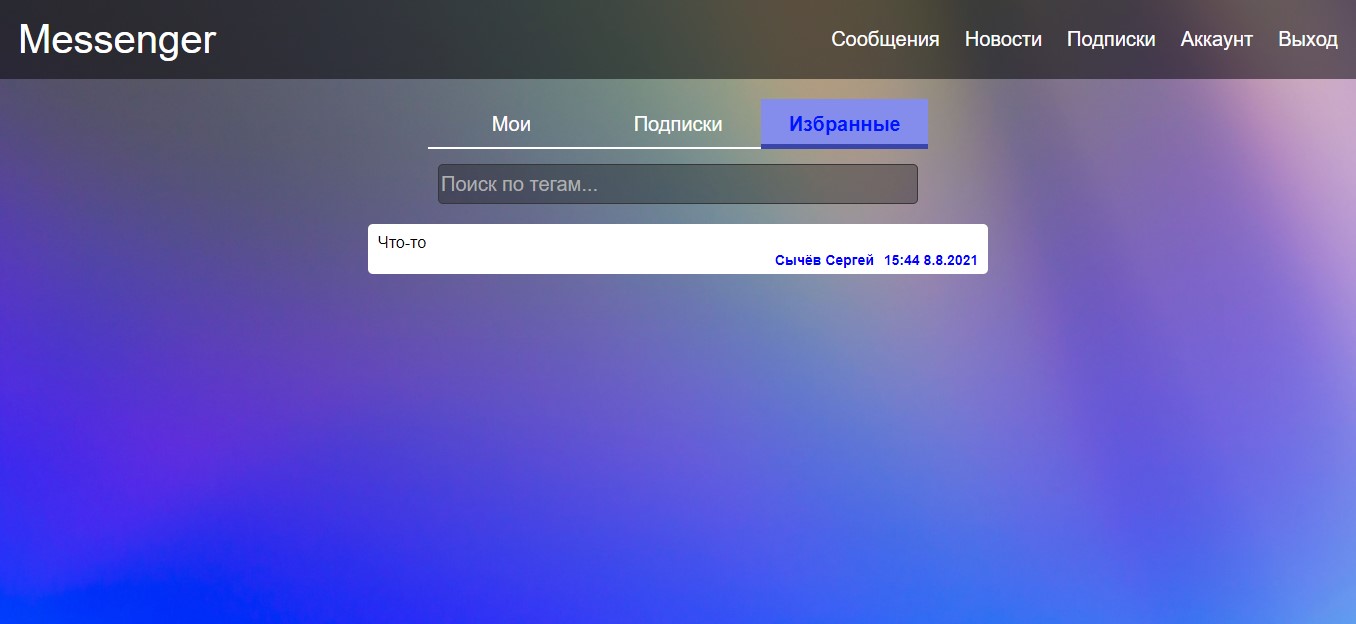 Messenger Сообщения Новости Подписки Аккаунт Выход
Мои Подписки Избранные
Поиск по тегам...
Что-то
Сычёв Сергей 15:44 8.8.2021